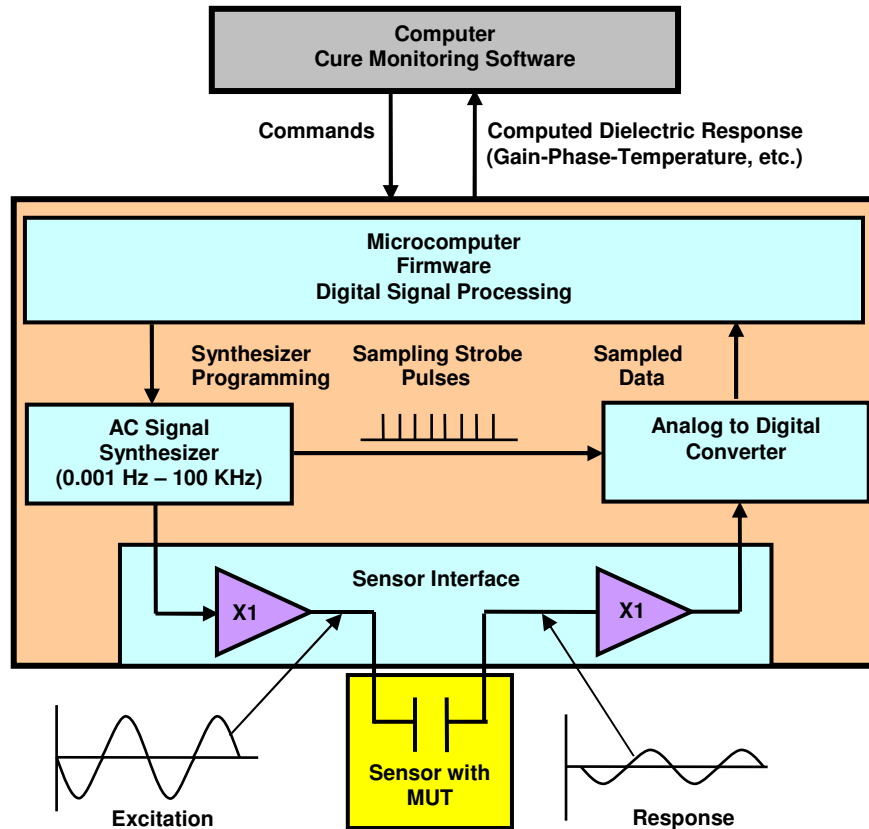 Computer
Cure Monitoring Software
Commands
Computed Dielectric Response
(Gain-Phase-Temperature, etc.)
Microcomputer
Firmware
Digital Signal Processing
Synthesizer
Programming
Sampling Strobe
Pulses
Sampled
Data
AC Signal
Synthesizer
(0.001 Hz – 100 KHz)
Analog to Digital
Converter
Sensor Interface
X1
X1
Sensor with
MUT
Excitation
Response